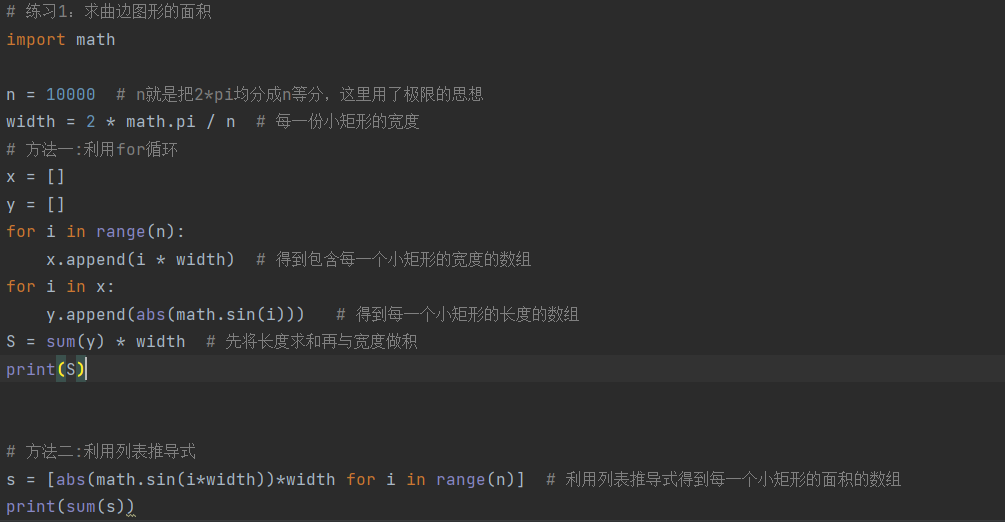 # 练习1：求曲边图形的面积
import math
n = 10000  # n就是把2*pi均分成n等分，这里用了极限的思想
width = 2 * math.pi / n  # 每一份小矩形的宽度
# 方法一:利用for循环
x = []
y = []
for i in range(n):
    x.append(i * width)  # 得到包含每一个小矩形的宽度的数组
for i in x:
    y.append(abs(math.sin(i)))   # 得到每一个小矩形的长度的数组
S = sum(y) * width  # 先将长度求和再与宽度做积
print(S)
# 方法二:利用列表推导式
s = [abs(math.sin(i*width))*width for i in range(n)]  # 利用列表推导式得到每一个小矩形的面积的数组
print(sum(s))